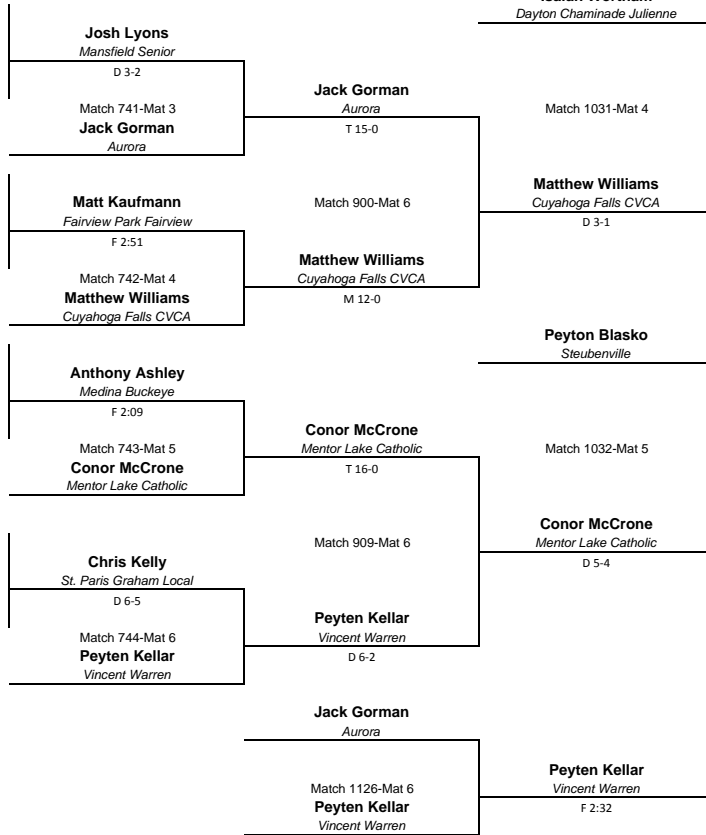 Dayton Chaminade Julienne
Josh Lyons
Mansfield Senior
D 3-2
Match 741-Mat 3
Jack Gorman
Aurora
Matt Kaufmann
Fairview Park Fairview
F 2:51
Match 742-Mat 4
Matthew Williams
Cuyahoga Falls CVCA
Anthony Ashley
Medina Buckeye
F 2:09
Match 743-Mat 5
Conor McCrone
Mentor Lake Catholic
Chris Kelly
St. Paris Graham Local
D 6-5
Match 744-Mat 6
Peyten Kellar
Vincent Warren
Jack Gorman
Aurora
T 15-0
Match 900-Mat 6
Matthew Williams
Cuyahoga Falls CVCA
M 12-0
Conor McCrone
Mentor Lake Catholic
T 16-0
Match 909-Mat 6
Peyten Kellar
Vincent Warren
D 6-2
Jack Gorman
Aurora
Match 1126-Mat 6
Peyten Kellar
Vincent Warren
Match 1031-Mat 4
Matthew Williams
Cuyahoga Falls CVCA
D 3-1
Peyton Blasko
Steubenville
Match 1032-Mat 5
Conor McCrone
Mentor Lake Catholic
D 5-4
Peyten Kellar
Vincent Warren
F 2:32